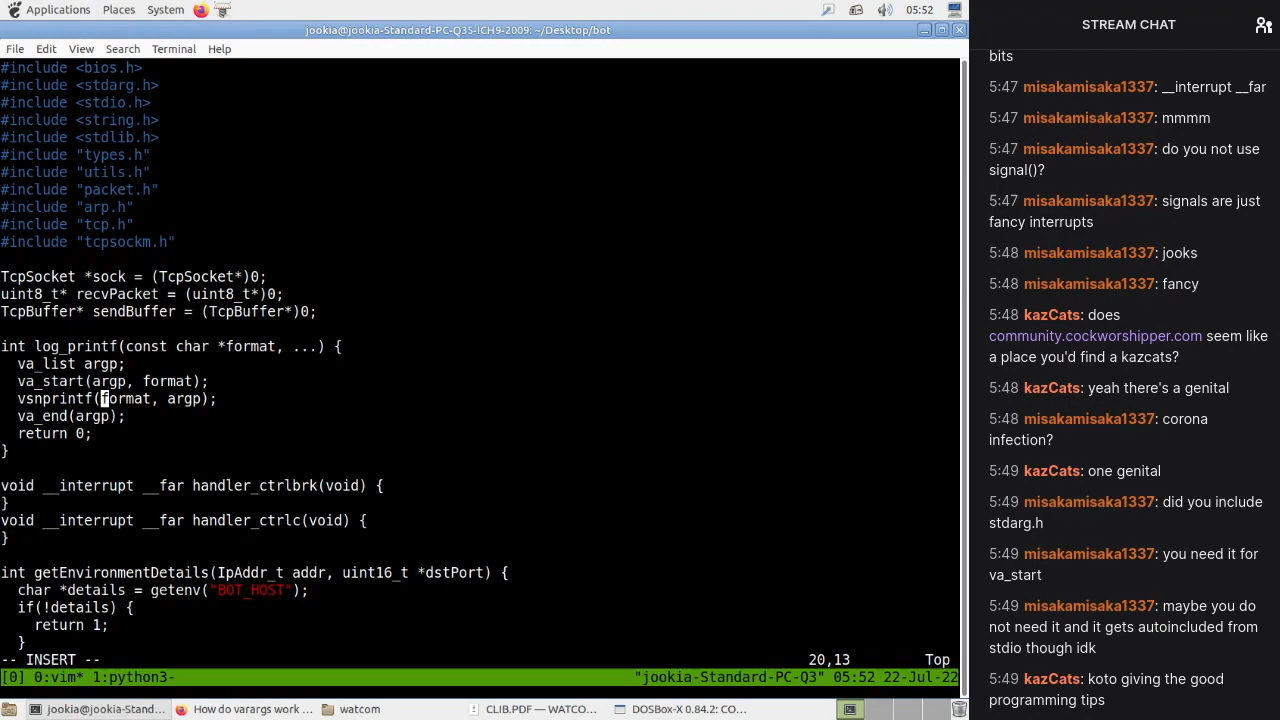 Applications Places System 05:52
jookia@jookia-Standard-PC-Q35-ICH9-2009: ~/Desktop/bot
File Edit View Search Terminal Help
#include <bios.h>
#include <stdarg.h>
#include <stdio.h>
#include <string.h>
#include <stdlib.h>
#include "types.h"
#include "utils.h"
#include "packet.h"
#include "arp.h"
#include "tcp.h"
#include "tcpsockm.h"
TcpSocket *sock = (TcpSocket*)0;
uint8_t* recvPacket = (uint8_t*)0;
TcpBuffer* sendBuffer = (TcpBuffer*)0;
int log_printf(const char *format, ...) {
va_list argp;
va_start(argp, format);
vsnprintf(format, argp);
va_end(argp);
return 0;
}
void __interrupt __far handler_ctrlbrk(void) {
}
void __interrupt __far handler_ctrlc(void) {
}
int getEnvironmentDetails(IpAddr_t addr, uint16_t *dstPort) {
char *details = getenv("BOT_HOST");
if(!details) {
return 1;
}
-- INSERT -- 20,13 Top
[0] 0:vim* 1:python3- "jookia-Standard-PC-Q3" 05:52 22-Jul-22
jookia@jookia-Stand... How do varargs work ... watcom CLIB.PDF — WATCO... DOSBox-X 0.84.2: CO...
STREAM CHAT
bits
5:47 misakamisaka1337: __interrupt __far
5:47 misakamisaka1337: mmmm
5:47 misakamisaka1337: do you not use
signal()?
5:47 misakamisaka1337: signals are just
fancy interrupts
5:48 misakamisaka1337: jooks
5:48 misakamisaka1337: fancy
5:48 kazCats: does
community.cockworshipper.com seem like
a place you'd find a kazcats?
5:48 kazCats: yeah there's a genital
5:48 misakamisaka1337: corona
infection?
5:49 kazCats: one genital
5:49 misakamisaka1337: did you include
stdarg.h
5:49 misakamisaka1337: you need it for
va_start
5:49 misakamisaka1337: maybe you do
not need it and it gets autoincluded from
stdio though idk
5:49 kazCats: koto giving the good
programming tips